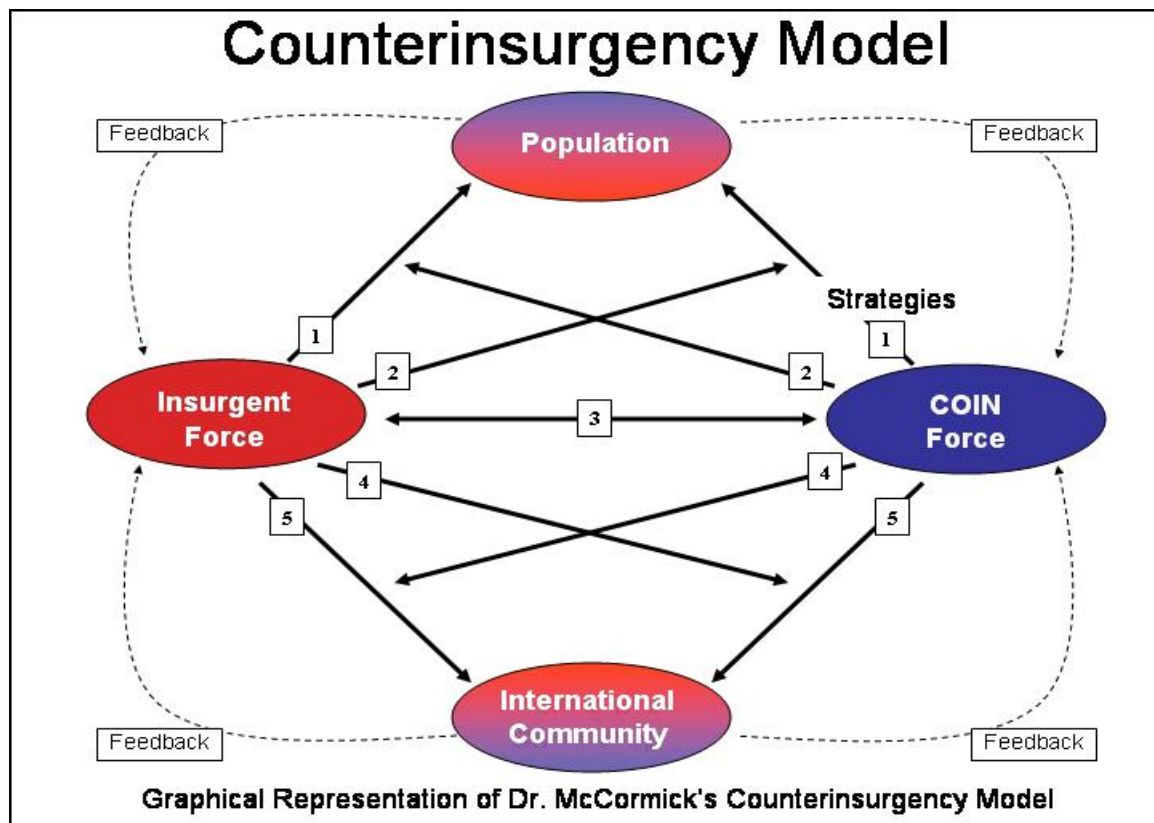 Counterinsurgency Model
Feedback
Population
Feedback
Strategies
1
1
2
2
Insurgent
Force
3
COIN
Force
4
4
5
5
International
Community
Feedback
Feedback
Graphical Representation of Dr. McCormick's Counterinsurgency Model